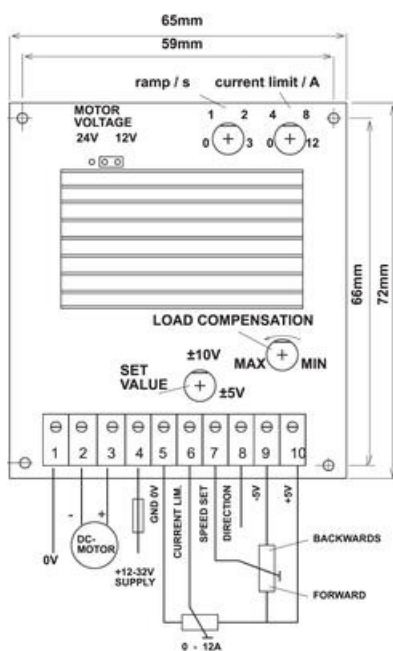 65mm
59mm
ramp / s
current limit / A
MOTOR
VOLTAGE
24V 12V
1 2
0 3
4 8
0 12
66mm
72mm
LOAD COMPENSATION
MAX MIN
±10V
SET
VALUE
±5V
1 2 3 4 5 6 7 8 9 10
0V
- +
DC-
MOTOR
+12-32V
SUPPLY
GND 0V
CURRENT LIM.
SPEED SET
DIRECTION
-5V
+5V
BACKWARDS
FORWARD
0 - 12A